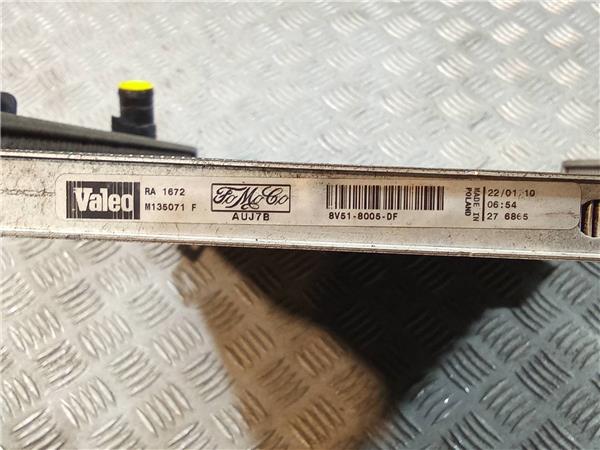 Valeo
RA 1672
M135071 F
FoMoCo
AUJ7B
8V51-8005-DF
MADE IN
POLAND
22/01/10
06:54
27 6865